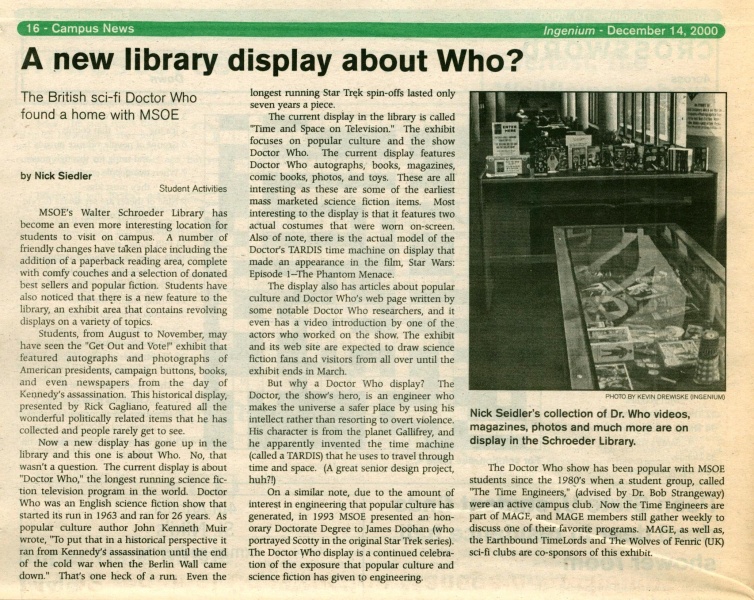 16 - Campus News
Ingenium - December 14, 2000
A new library display about Who?
The British sci-fi Doctor Who
found a home with MSOE
by Nick Siedler
Student Activities
MSOE's Walter Schroeder Library has
become an even more interesting location for
students to visit on campus. A number of
friendly changes have taken place including the
addition of a paperback reading area, complete
with comfy couches and a selection of donated
best sellers and popular fiction. Students have
also noticed that there is a new feature to the
library, an exhibit area that contains revolving
displays on a variety of topics.
Students, from August to November, may
have seen the "Get Out and Vote!" exhibit that
featured autographs and photographs of
American presidents, campaign buttons, books,
and even newspapers from the day of
Kennedy's assassination. This historical display,
presented by Rick Gagliano, featured all the
wonderful politically related items that he has
collected and people rarely get to see.
Now a new display has gone up in the
library and this one is about Who. No, that
wasn't a question. The current display is about
"Doctor Who," the longest running science fic-
tion television program in the world. Doctor
Who was an English science fiction show that
started its run in 1963 and ran for 26 years. As
popular culture author John Kenneth Muir
wrote, "To put that in a historical perspective it
ran from Kennedy's assassination until the end
of the cold war when the Berlin Wall came
down." That's one heck of a run. Even the
longest running Star Trek spin-offs lasted only
seven years a piece.
The current display in the library is called
"Time and Space on Television." The exhibit
focuses on popular culture and the show
Doctor Who. The current display features
Doctor Who autographs, books, magazines,
comic books, photos, and toys. These are all
interesting as these are some of the earliest
mass marketed science fiction items. Most
interesting to the display is that it features two
actual costumes that were worn on-screen.
Also of note, there is the actual model of the
Doctor's TARDIS time machine on display that
made an appearance in the film, Star Wars:
Episode 1–The Phantom Menace.
The display also has articles about popular
culture and Doctor Who's web page written by
some notable Doctor Who researchers, and it
even has a video introduction by one of the
actors who worked on the show. The exhibit
and its web site are expected to draw science
fiction fans and visitors from all over until the
exhibit ends in March.
But why a Doctor Who display? The
Doctor, the show's hero, is an engineer who
makes the universe a safer place by using his
intellect rather than resorting to overt violence.
His character is from the planet Gallifrey, and
he apparently invented the time machine
(called a TARDIS) that he uses to travel through
time and space. (A great senior design project,
huh?!)
On a similar note, due to the amount of
interest in engineering that popular culture has
generated, in 1993 MSOE presented an hon-
orary Doctorate Degree to James Doohan (who
portrayed Scotty in the original Star Trek series).
The Doctor Who display is a continued celebra-
tion of the exposure that popular culture and
science fiction has given to engineering.
ENTER
HERE
PHOTO BY KEVIN DREWISKE (INGENIUM)
Nick Seidler's collection of Dr. Who videos,
magazines, photos and much more are on
display in the Schroeder Library.
The Doctor Who show has been popular with MSOE
students since the 1980's when a student group, called
"The Time Engineers," (advised by Dr. Bob Strangeway)
were an active campus club. Now the Time Engineers are
part of MAGE, and MAGE members still gather weekly to
discuss one of their favorite programs. MAGE, as well as,
the Earthbound TimeLords and The Wolves of Fenric (UK)
sci-fi clubs are co-sponsors of this exhibit.